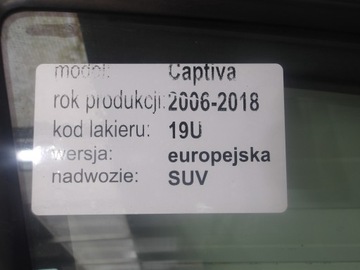 model: Captiva
rok produkcji: 2006-2018
kod lakieru: 19U
wersja: europejska
nadwozie: SUV